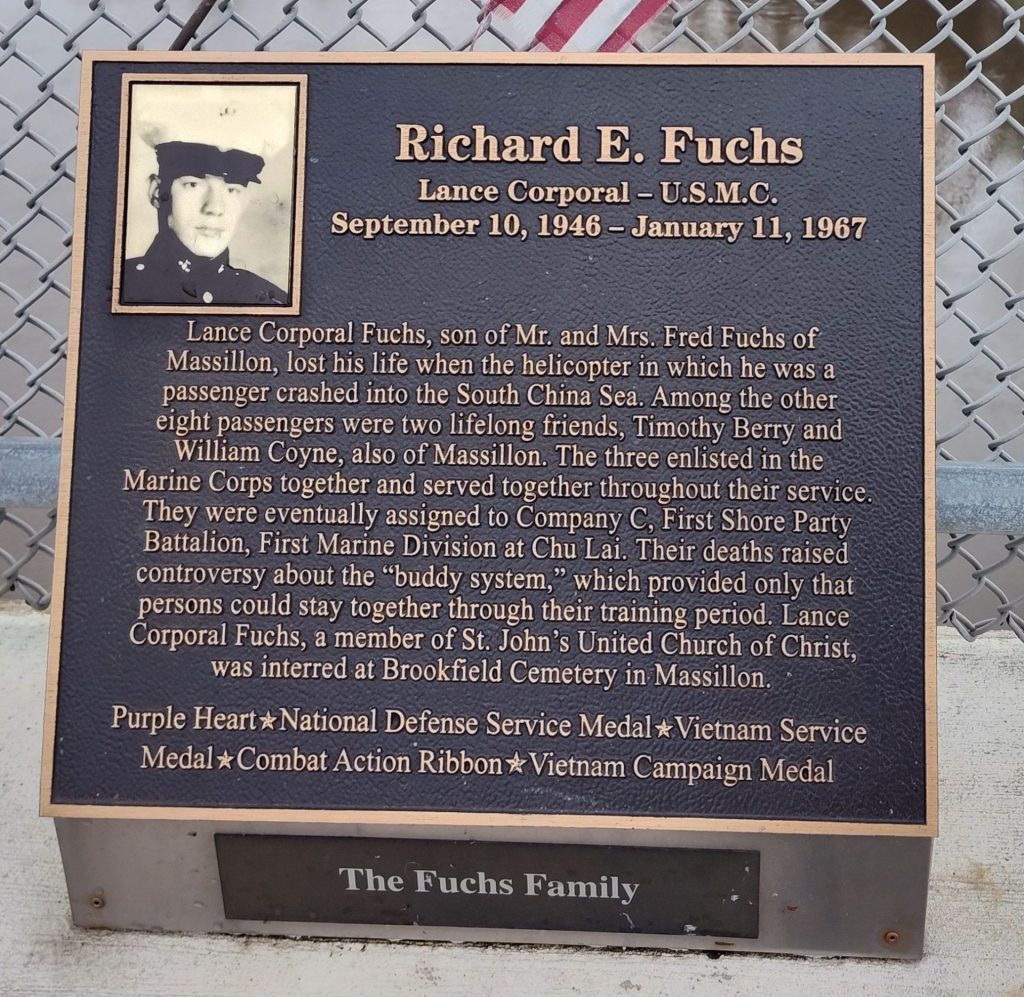 Richard E. Fuchs
Lance Corporal – U.S.M.C.
September 10, 1946 – January 11, 1967
Lance Corporal Fuchs, son of Mr. and Mrs. Fred Fuchs of
Massillon, lost his life when the helicopter in which he was a
passenger crashed into the South China Sea. Among the other
eight passengers were two lifelong friends, Timothy Berry and
William Coyne, also of Massillon. The three enlisted in the
Marine Corps together and served together throughout their service.
They were eventually assigned to Company C, First Shore Party
Battalion, First Marine Division at Chu Lai. Their deaths raised
controversy about the “buddy system,” which provided only that
persons could stay together through their training period. Lance
Corporal Fuchs, a member of St. John’s United Church of Christ,
was interred at Brookfield Cemetery in Massillon.
Purple Heart★National Defense Service Medal★Vietnam Service
Medal★Combat Action Ribbon★Vietnam Campaign Medal
The Fuchs Family